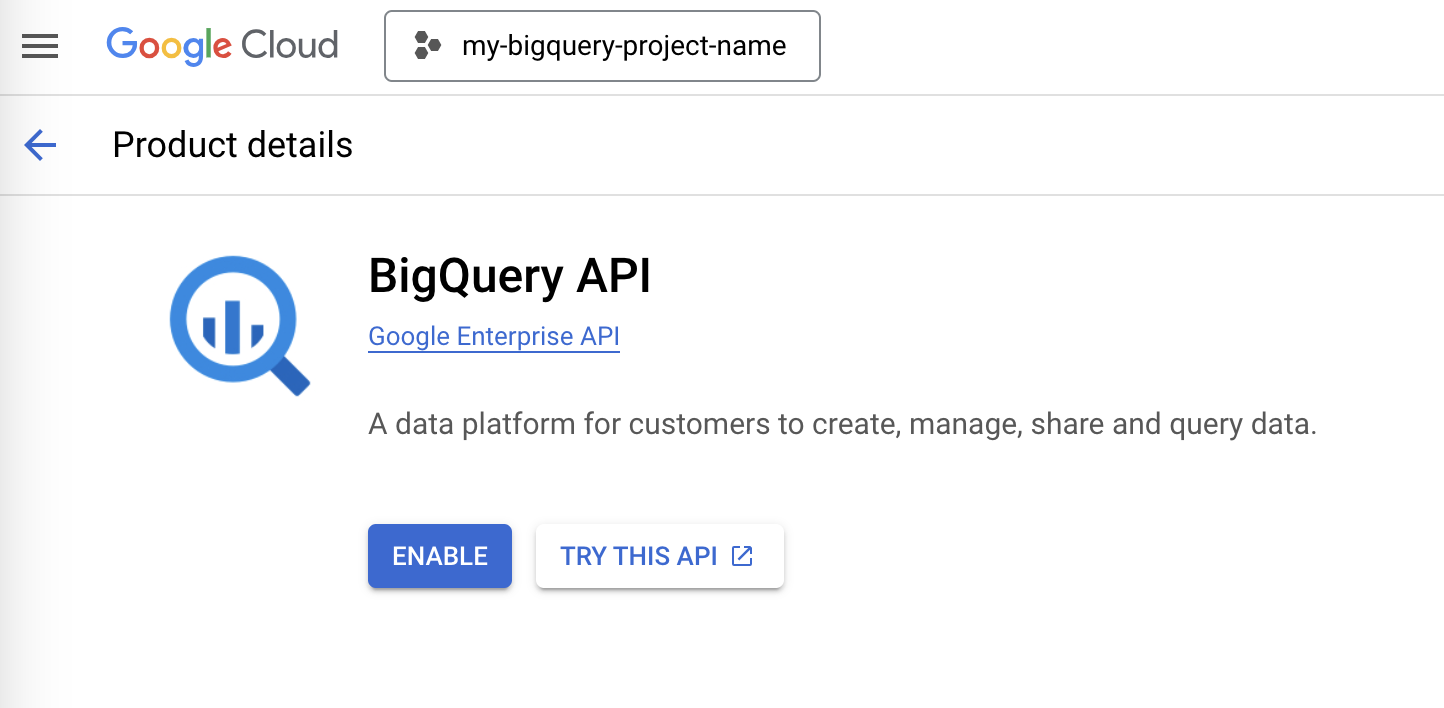 Google Cloud
my-bigquery-project-name
Product details
BigQuery API
Google Enterprise API
A data platform for customers to create, manage, share and query data.
ENABLE
TRY THIS API